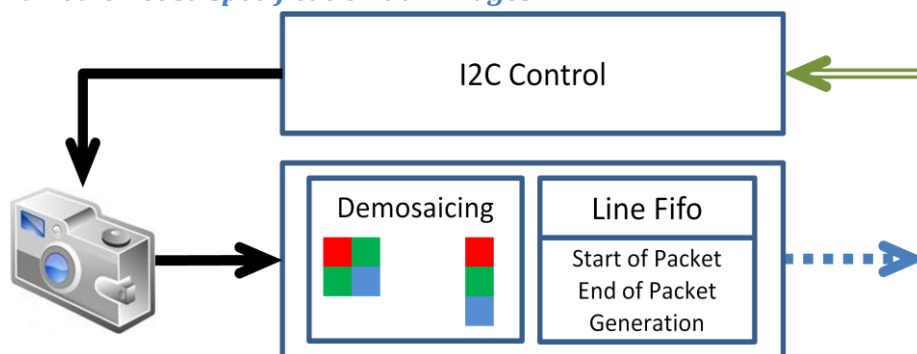 I2C Control
Demosaicing
Line Fifo
Start of Packet
End of Packet
Generation